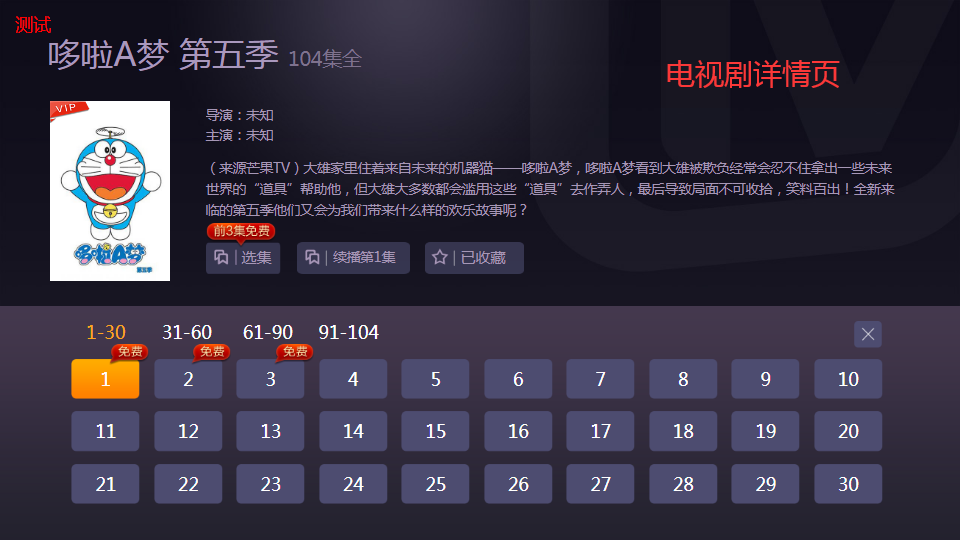 测试
哆啦A梦 第五季 104集全
电视剧详情页
VIP
哆啦A梦
第五季
导演：未知
主演：未知
（来源芒果TV）大雄家里住着来自未来的机器猫——哆啦A梦，哆啦A梦看到大雄被欺负经常会忍不住拿出一些未来
世界的“道具”帮助他，但大雄大多数都会滥用这些“道具”去作弄人，最后导致局面不可收拾，笑料百出！全新来
临的第五季他们又会为我们带来什么样的欢乐故事呢？
前3集免费
选集 续播第1集 已收藏
1-30 31-60 61-90 91-104
免费 免费 免费
1 2 3 4 5 6 7 8 9 10
11 12 13 14 15 16 17 18 19 20
21 22 23 24 25 26 27 28 29 30